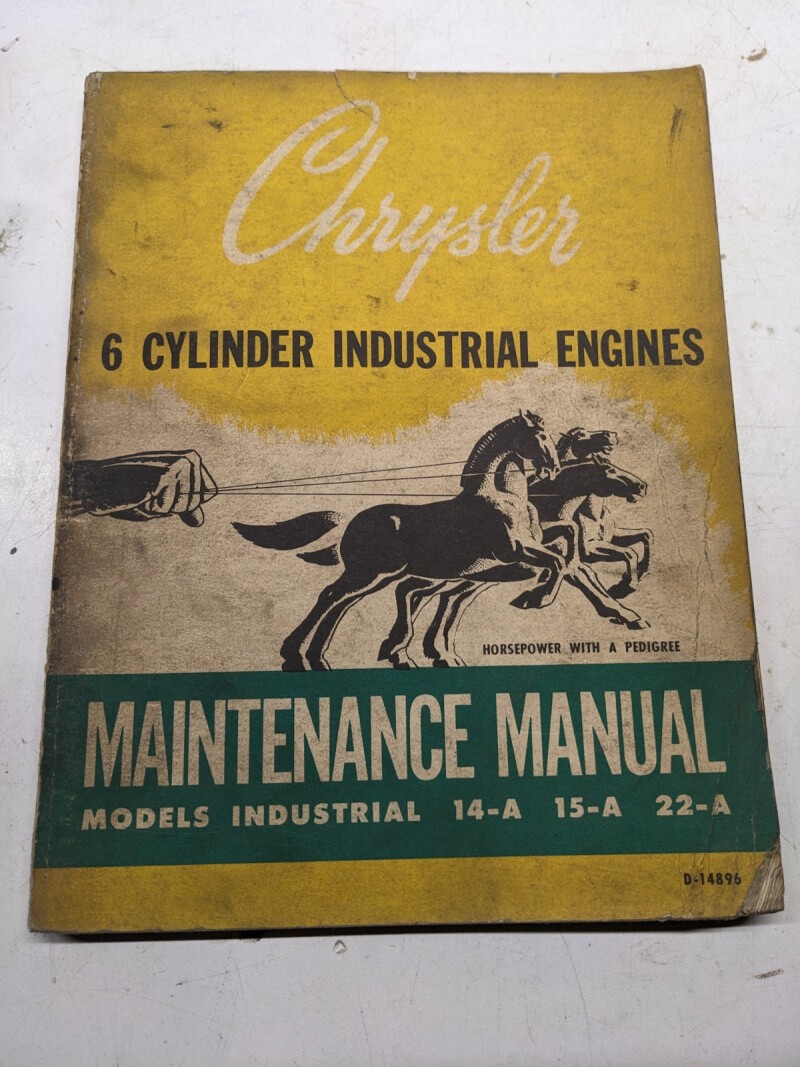 Chrysler
6 CYLINDER INDUSTRIAL ENGINES
HORSEPOWER WITH A PEDIGREE
MAINTENANCE MANUAL
MODELS INDUSTRIAL 14-A 15-A 22-A
D-14896